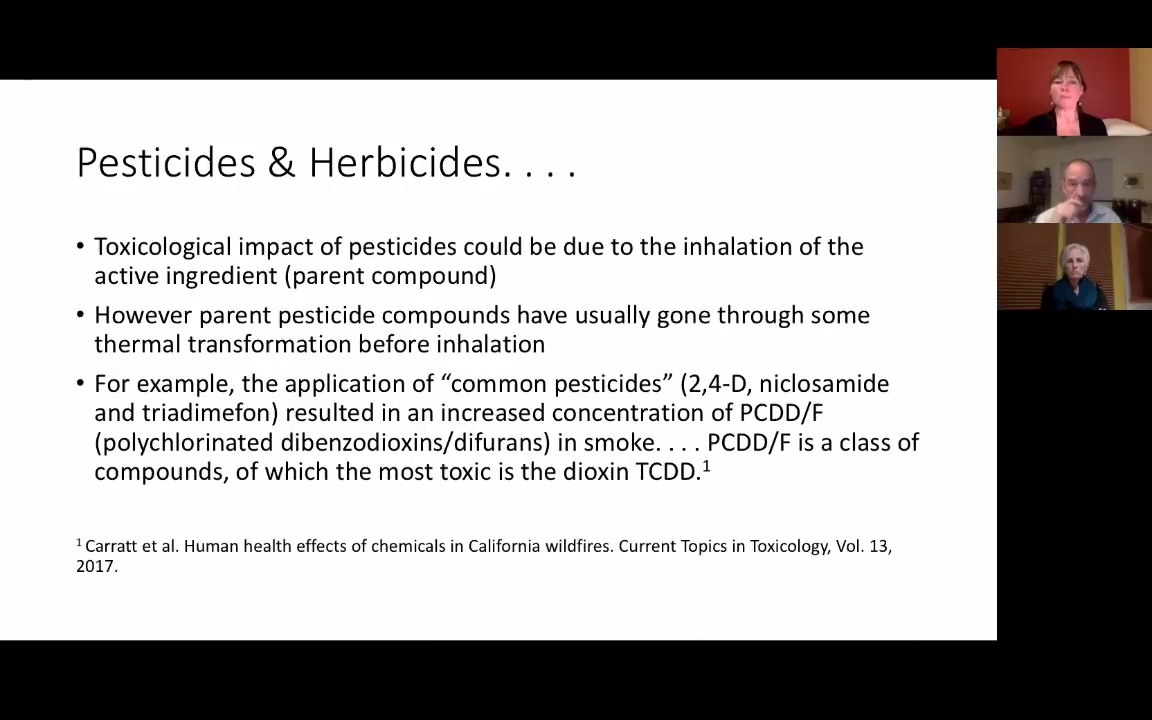 Pesticides & Herbicides. . . .
• Toxicological impact of pesticides could be due to the inhalation of the
active ingredient (parent compound)
• However parent pesticide compounds have usually gone through some
thermal transformation before inhalation
• For example, the application of “common pesticides” (2,4-D, niclosamide
and triadimefon) resulted in an increased concentration of PCDD/F
(polychlorinated dibenzodioxins/difurans) in smoke. . . . PCDD/F is a class of
compounds, of which the most toxic is the dioxin TCDD.¹
¹ Carratt et al. Human health effects of chemicals in California wildfires. Current Topics in Toxicology, Vol. 13,
2017.